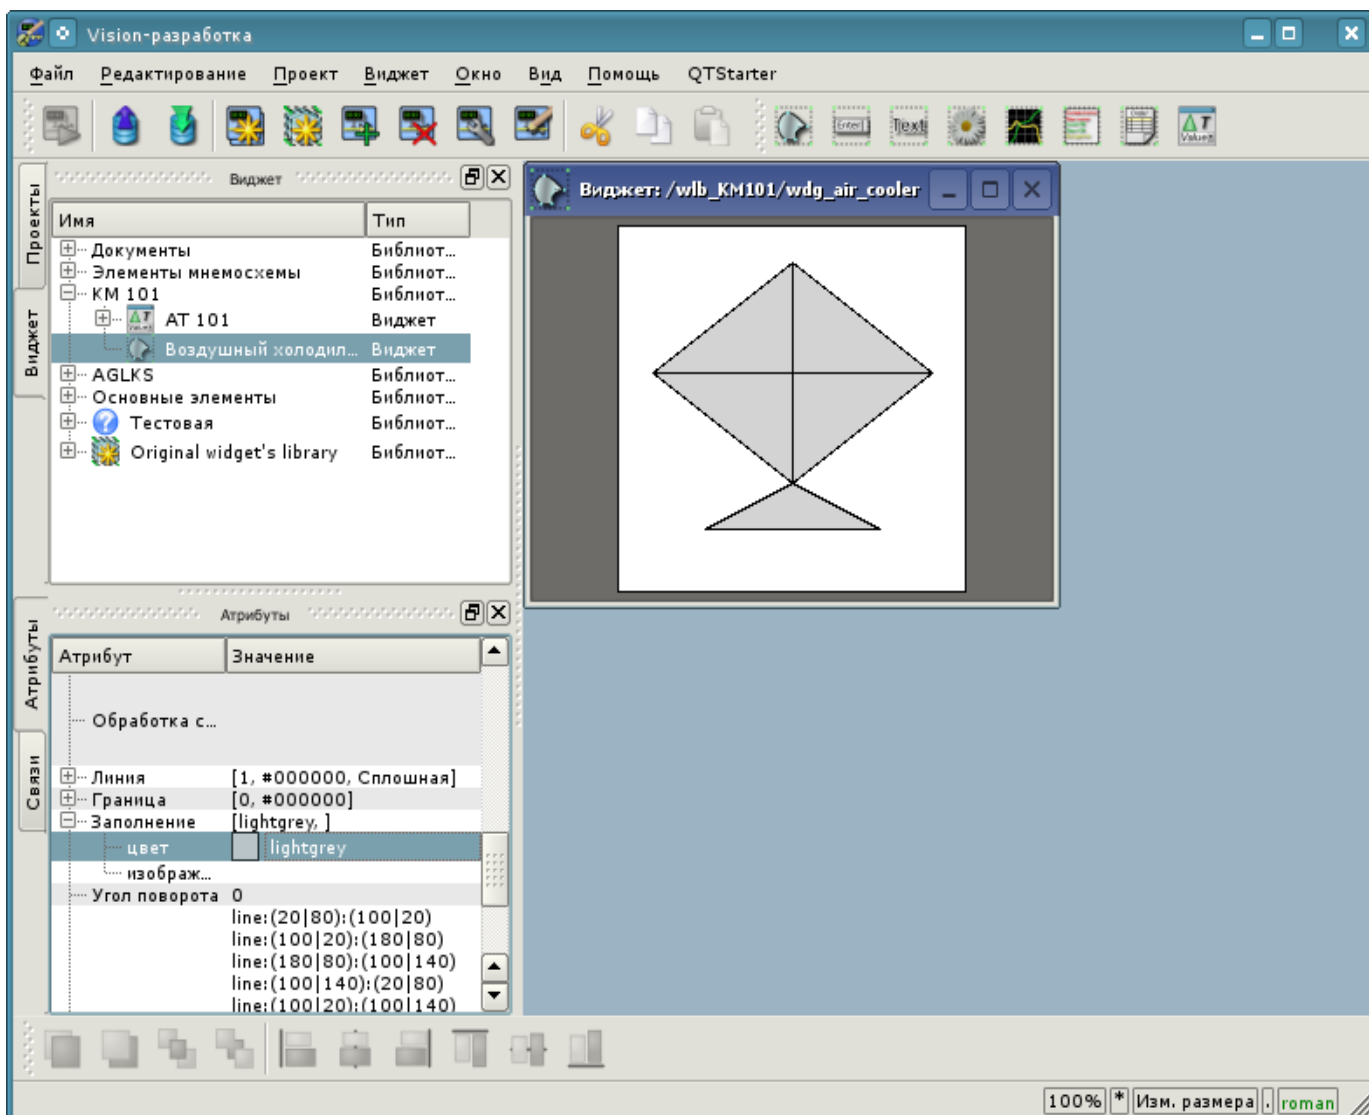 Vision-разработка
Файл Редактирование Проект Виджет Окно Вид Помощь QTStarter
Enter[] Text ΔT
Проекты
Виджет
Виджет
Имя Тип
Документы Библиот...
Элементы мнемосхемы Библиот...
КМ 101 Библиот...
АТ 101 Виджет
Воздушный холодил... Виджет
AGLKS Библиот...
Основные элементы Библиот...
Тестовая Библиот...
Original widget's library Библиот...
Виджет: /wlb_KM101/wdg_air_cooler
Атрибуты
Связи
Атрибуты
Атрибут Значение
Обработка с...
Линия [1, #000000, Сплошная]
Граница [0, #000000]
Заполнение [lightgrey, ]
цвет lightgrey
изображ...
Угол поворота 0
line:(20|80):(100|20)
line:(100|20):(180|80)
line:(180|80):(100|140)
line:(100|140):(20|80)
line:(100|20):(100|140)
100% * Изм. размера . roman